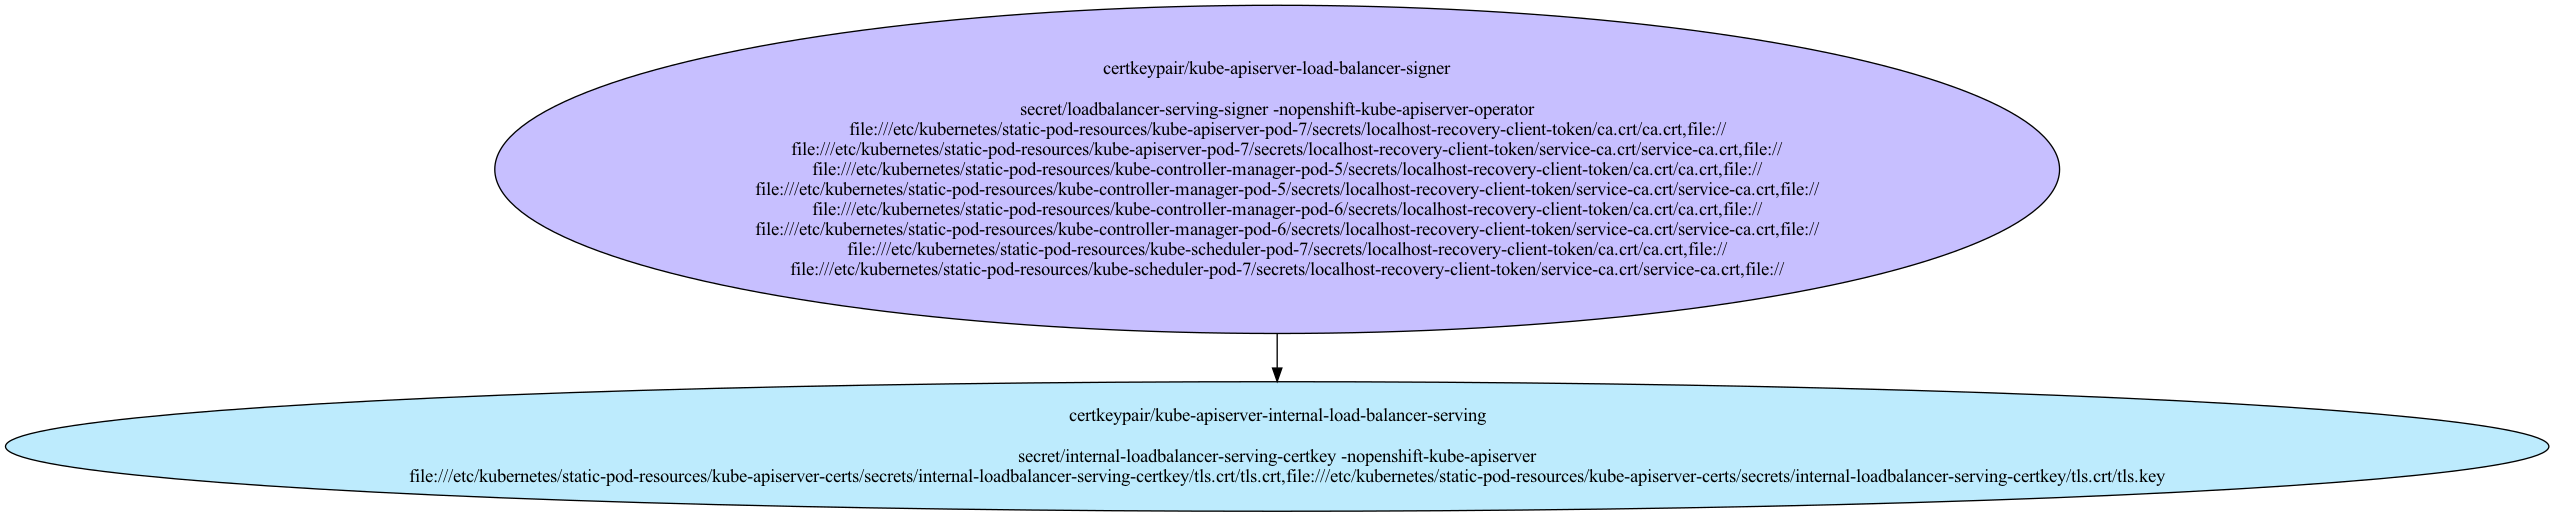 certkeypair/kube-apiserver-load-balancer-signer
secret/loadbalancer-serving-signer -nopenshift-kube-apiserver-operator
file:///etc/kubernetes/static-pod-resources/kube-apiserver-pod-7/secrets/localhost-recovery-client-token/ca.crt/ca.crt,file://
file:///etc/kubernetes/static-pod-resources/kube-apiserver-pod-7/secrets/localhost-recovery-client-token/service-ca.crt/service-ca.crt,file://
file:///etc/kubernetes/static-pod-resources/kube-controller-manager-pod-5/secrets/localhost-recovery-client-token/ca.crt/ca.crt,file://
file:///etc/kubernetes/static-pod-resources/kube-controller-manager-pod-5/secrets/localhost-recovery-client-token/service-ca.crt/service-ca.crt,file://
file:///etc/kubernetes/static-pod-resources/kube-controller-manager-pod-6/secrets/localhost-recovery-client-token/ca.crt/ca.crt,file://
file:///etc/kubernetes/static-pod-resources/kube-controller-manager-pod-6/secrets/localhost-recovery-client-token/service-ca.crt/service-ca.crt,file://
file:///etc/kubernetes/static-pod-resources/kube-scheduler-pod-7/secrets/localhost-recovery-client-token/ca.crt/ca.crt,file://
file:///etc/kubernetes/static-pod-resources/kube-scheduler-pod-7/secrets/localhost-recovery-client-token/service-ca.crt/service-ca.crt,file://
certkeypair/kube-apiserver-internal-load-balancer-serving
secret/internal-loadbalancer-serving-certkey -nopenshift-kube-apiserver
file:///etc/kubernetes/static-pod-resources/kube-apiserver-certs/secrets/internal-loadbalancer-serving-certkey/tls.crt/tls.crt,file:///etc/kubernetes/static-pod-resources/kube-apiserver-certs/secrets/internal-loadbalancer-serving-certkey/tls.crt/tls.key